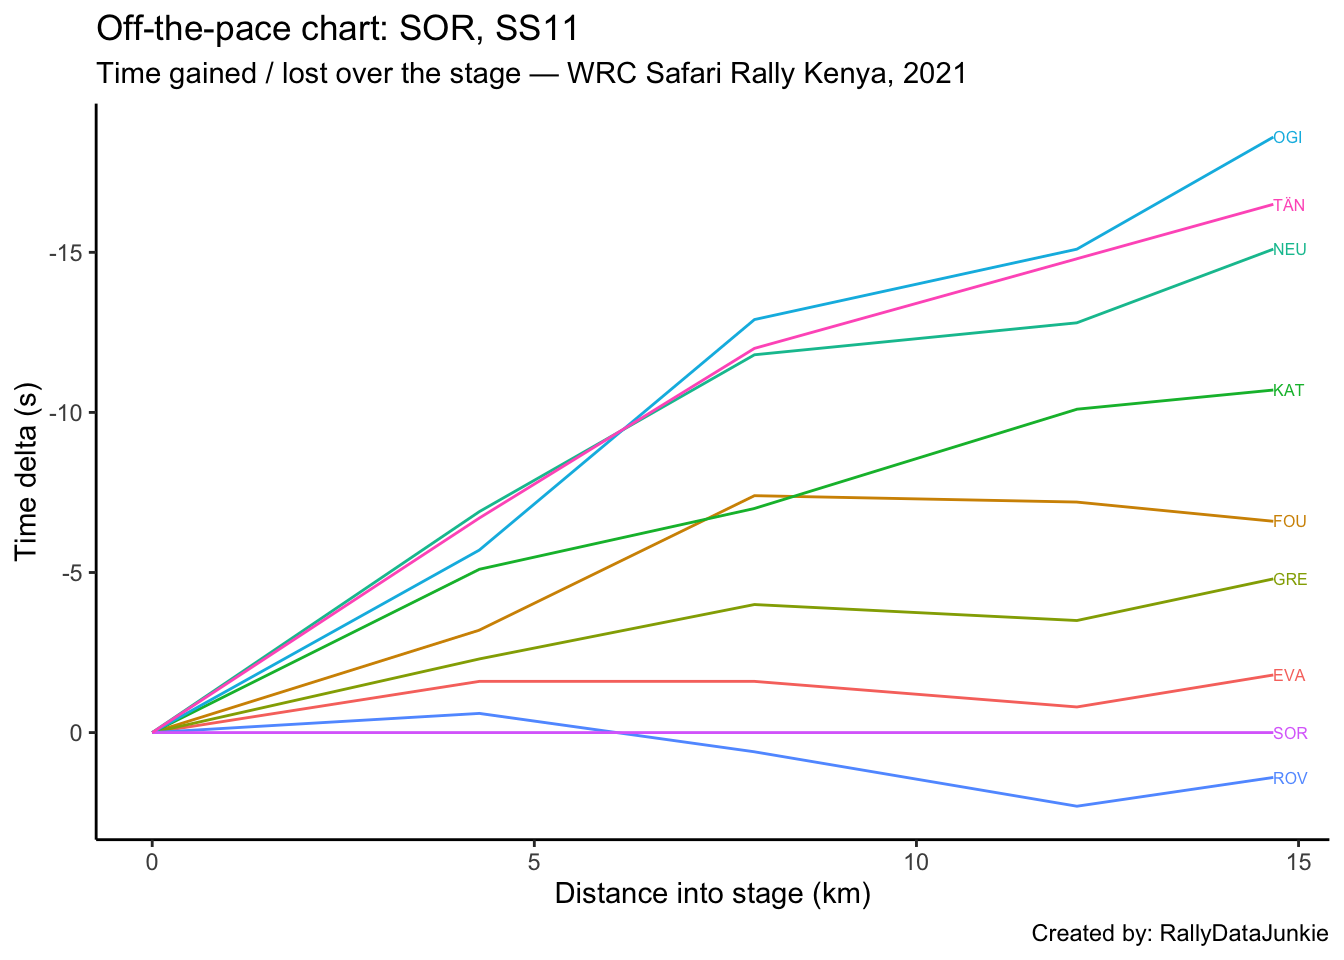 Off-the-pace chart: SOR, SS11
Time gained / lost over the stage — WRC Safari Rally Kenya, 2021
OGI
TÄN
NEU
KAT
FOU
GRE
EVA
SOR
ROV
-15
-10
-5
0
Time delta (s)
0 5 10 15
Distance into stage (km)
Created by: RallyDataJunkie